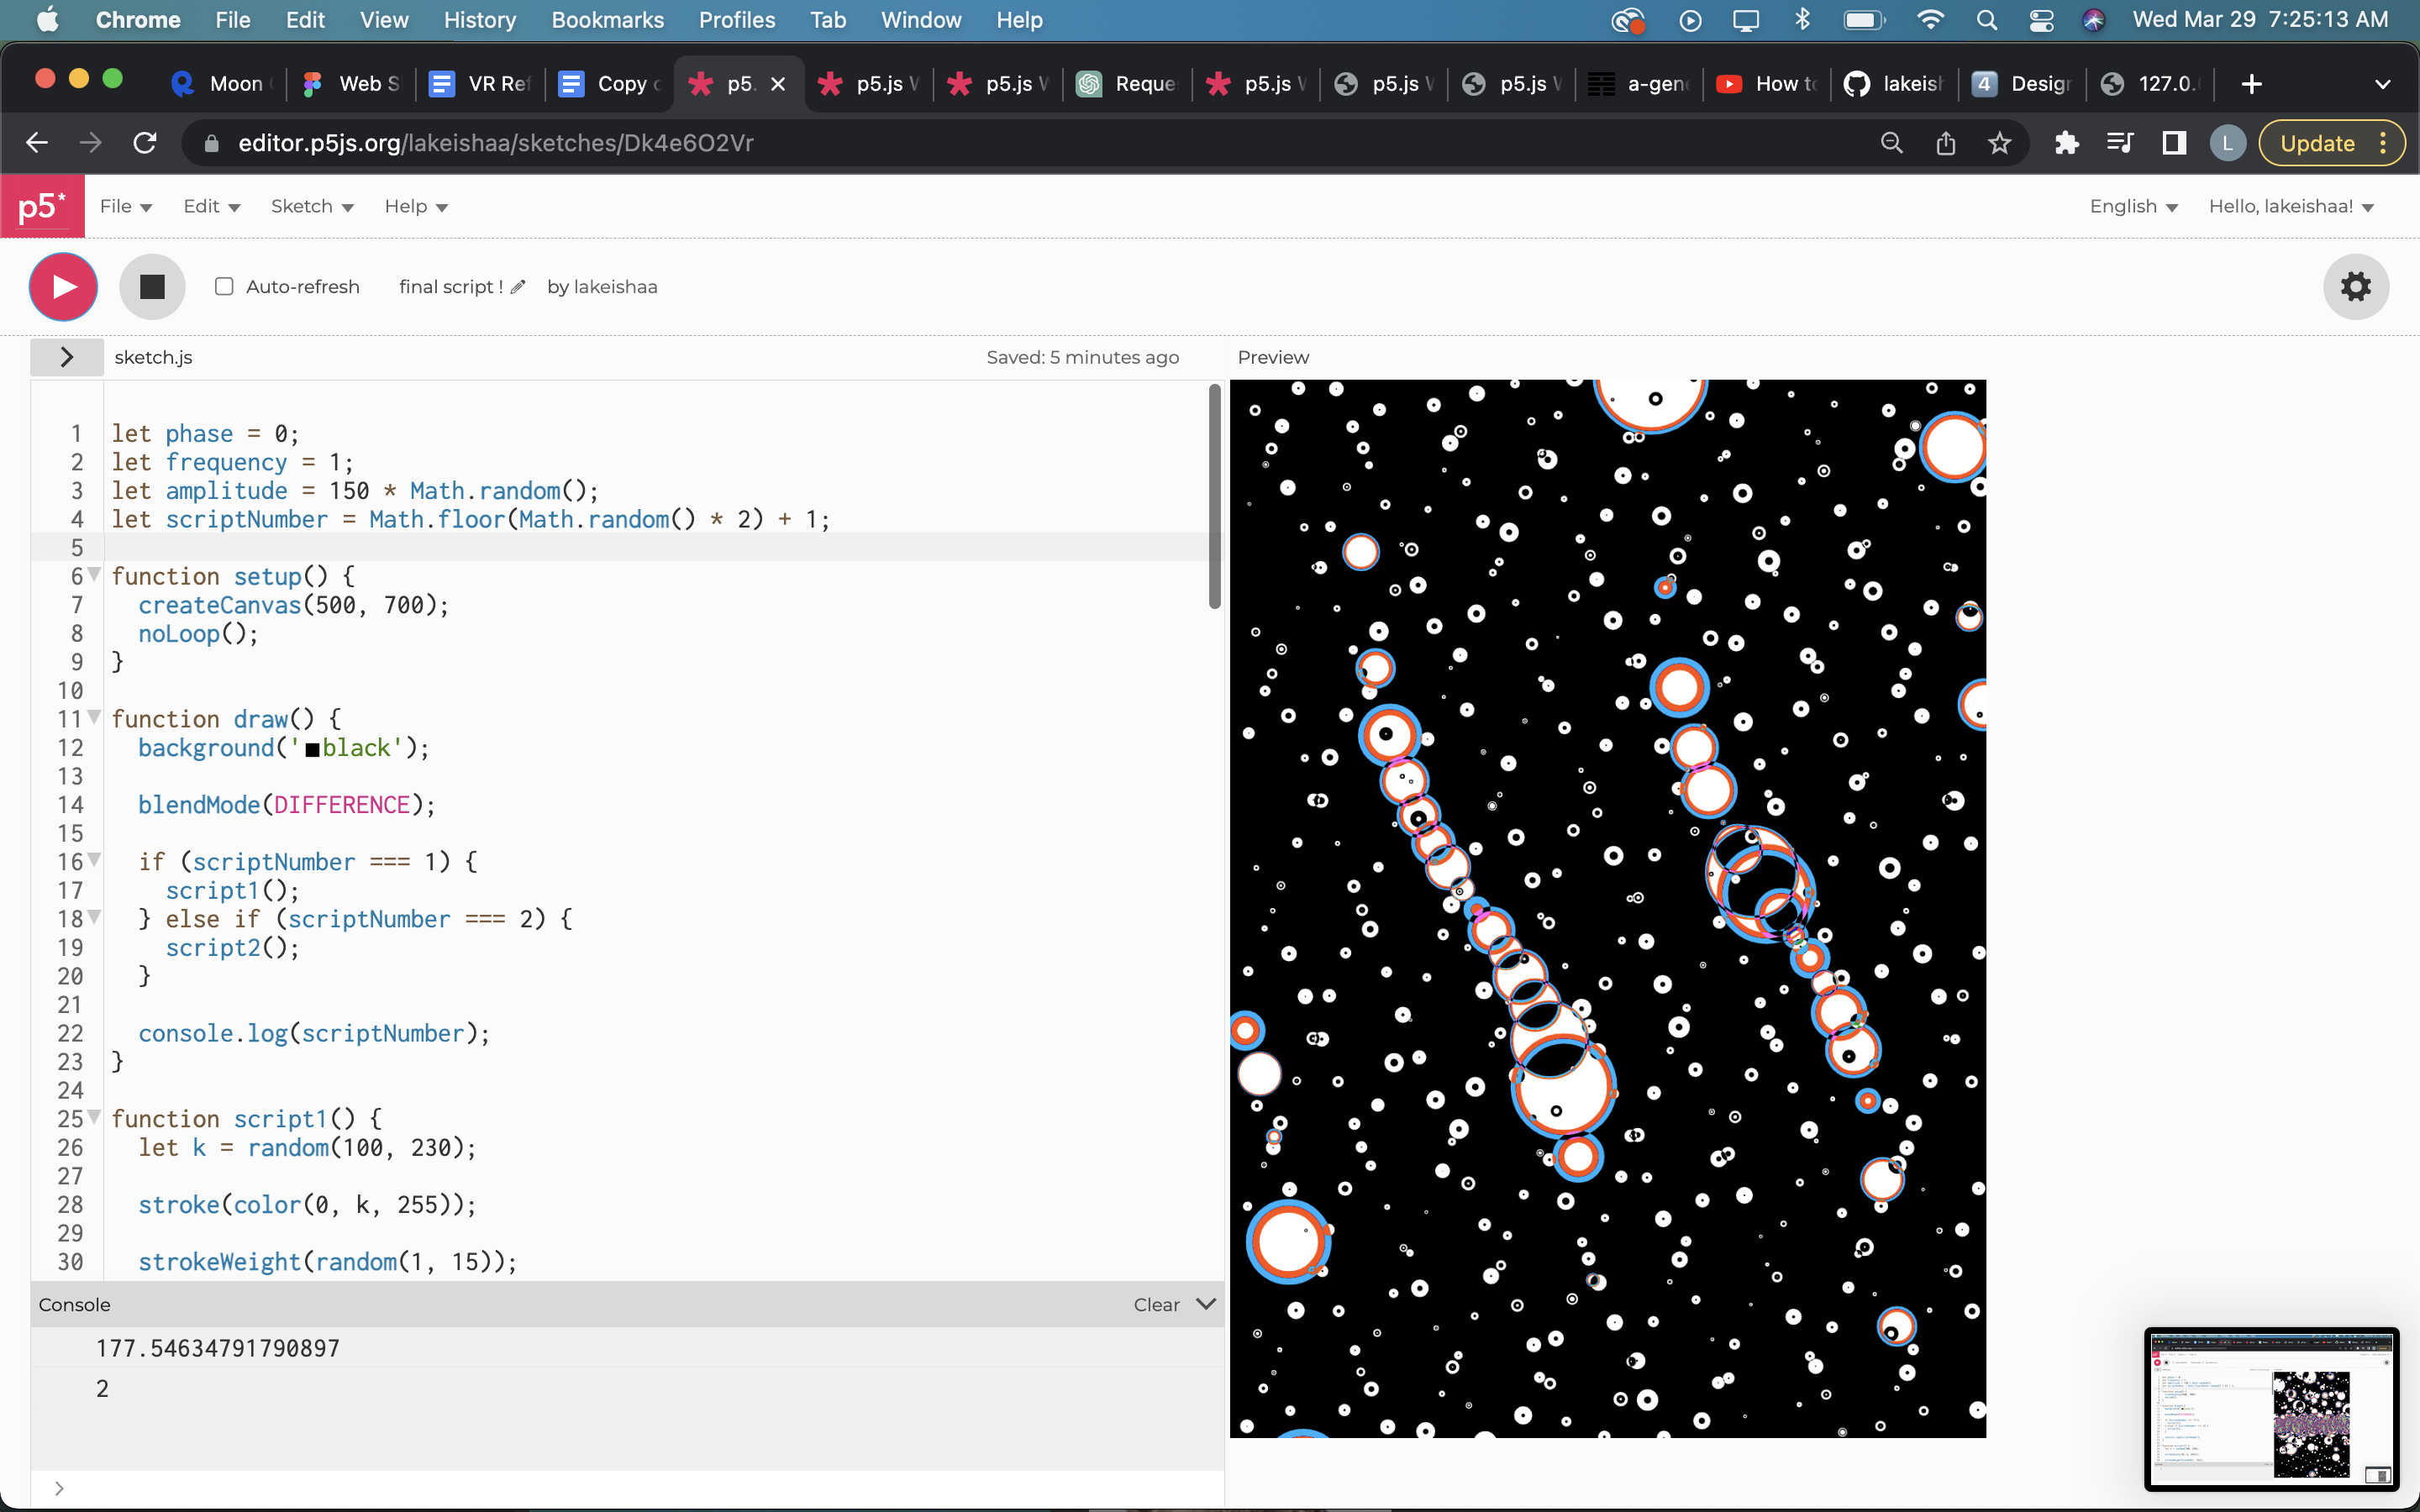 Chrome File Edit View History Bookmarks Profiles Tab Window Help Wed Mar 29 7:25:13 AM
Moon Web S VR Ref Copy p5. p5.js p5.js Reque p5.js p5.js p5.js a-gen How to lakeish 4 Design 127.0.
editor.p5js.org/lakeishaa/sketches/Dk4e6O2Vr L Update
p5* File Edit Sketch Help English Hello, lakeishaa!
Auto-refresh final script ! by lakeishaa
sketch.js Saved: 5 minutes ago Preview
1 let phase = 0;
2 let frequency = 1;
3 let amplitude = 150 * Math.random();
4 let scriptNumber = Math.floor(Math.random() * 2) + 1;
5
6 function setup() {
7 createCanvas(500, 700);
8 noLoop();
9 }
10
11 function draw() {
12 background('black');
13
14 blendMode(DIFFERENCE);
15
16 if (scriptNumber === 1) {
17 script1();
18 } else if (scriptNumber === 2) {
19 script2();
20 }
21
22 console.log(scriptNumber);
23 }
24
25 function script1() {
26 let k = random(100, 230);
27
28 stroke(color(0, k, 255));
29
30 strokeWeight(random(1, 15));
Console Clear
177.54634791790897
2